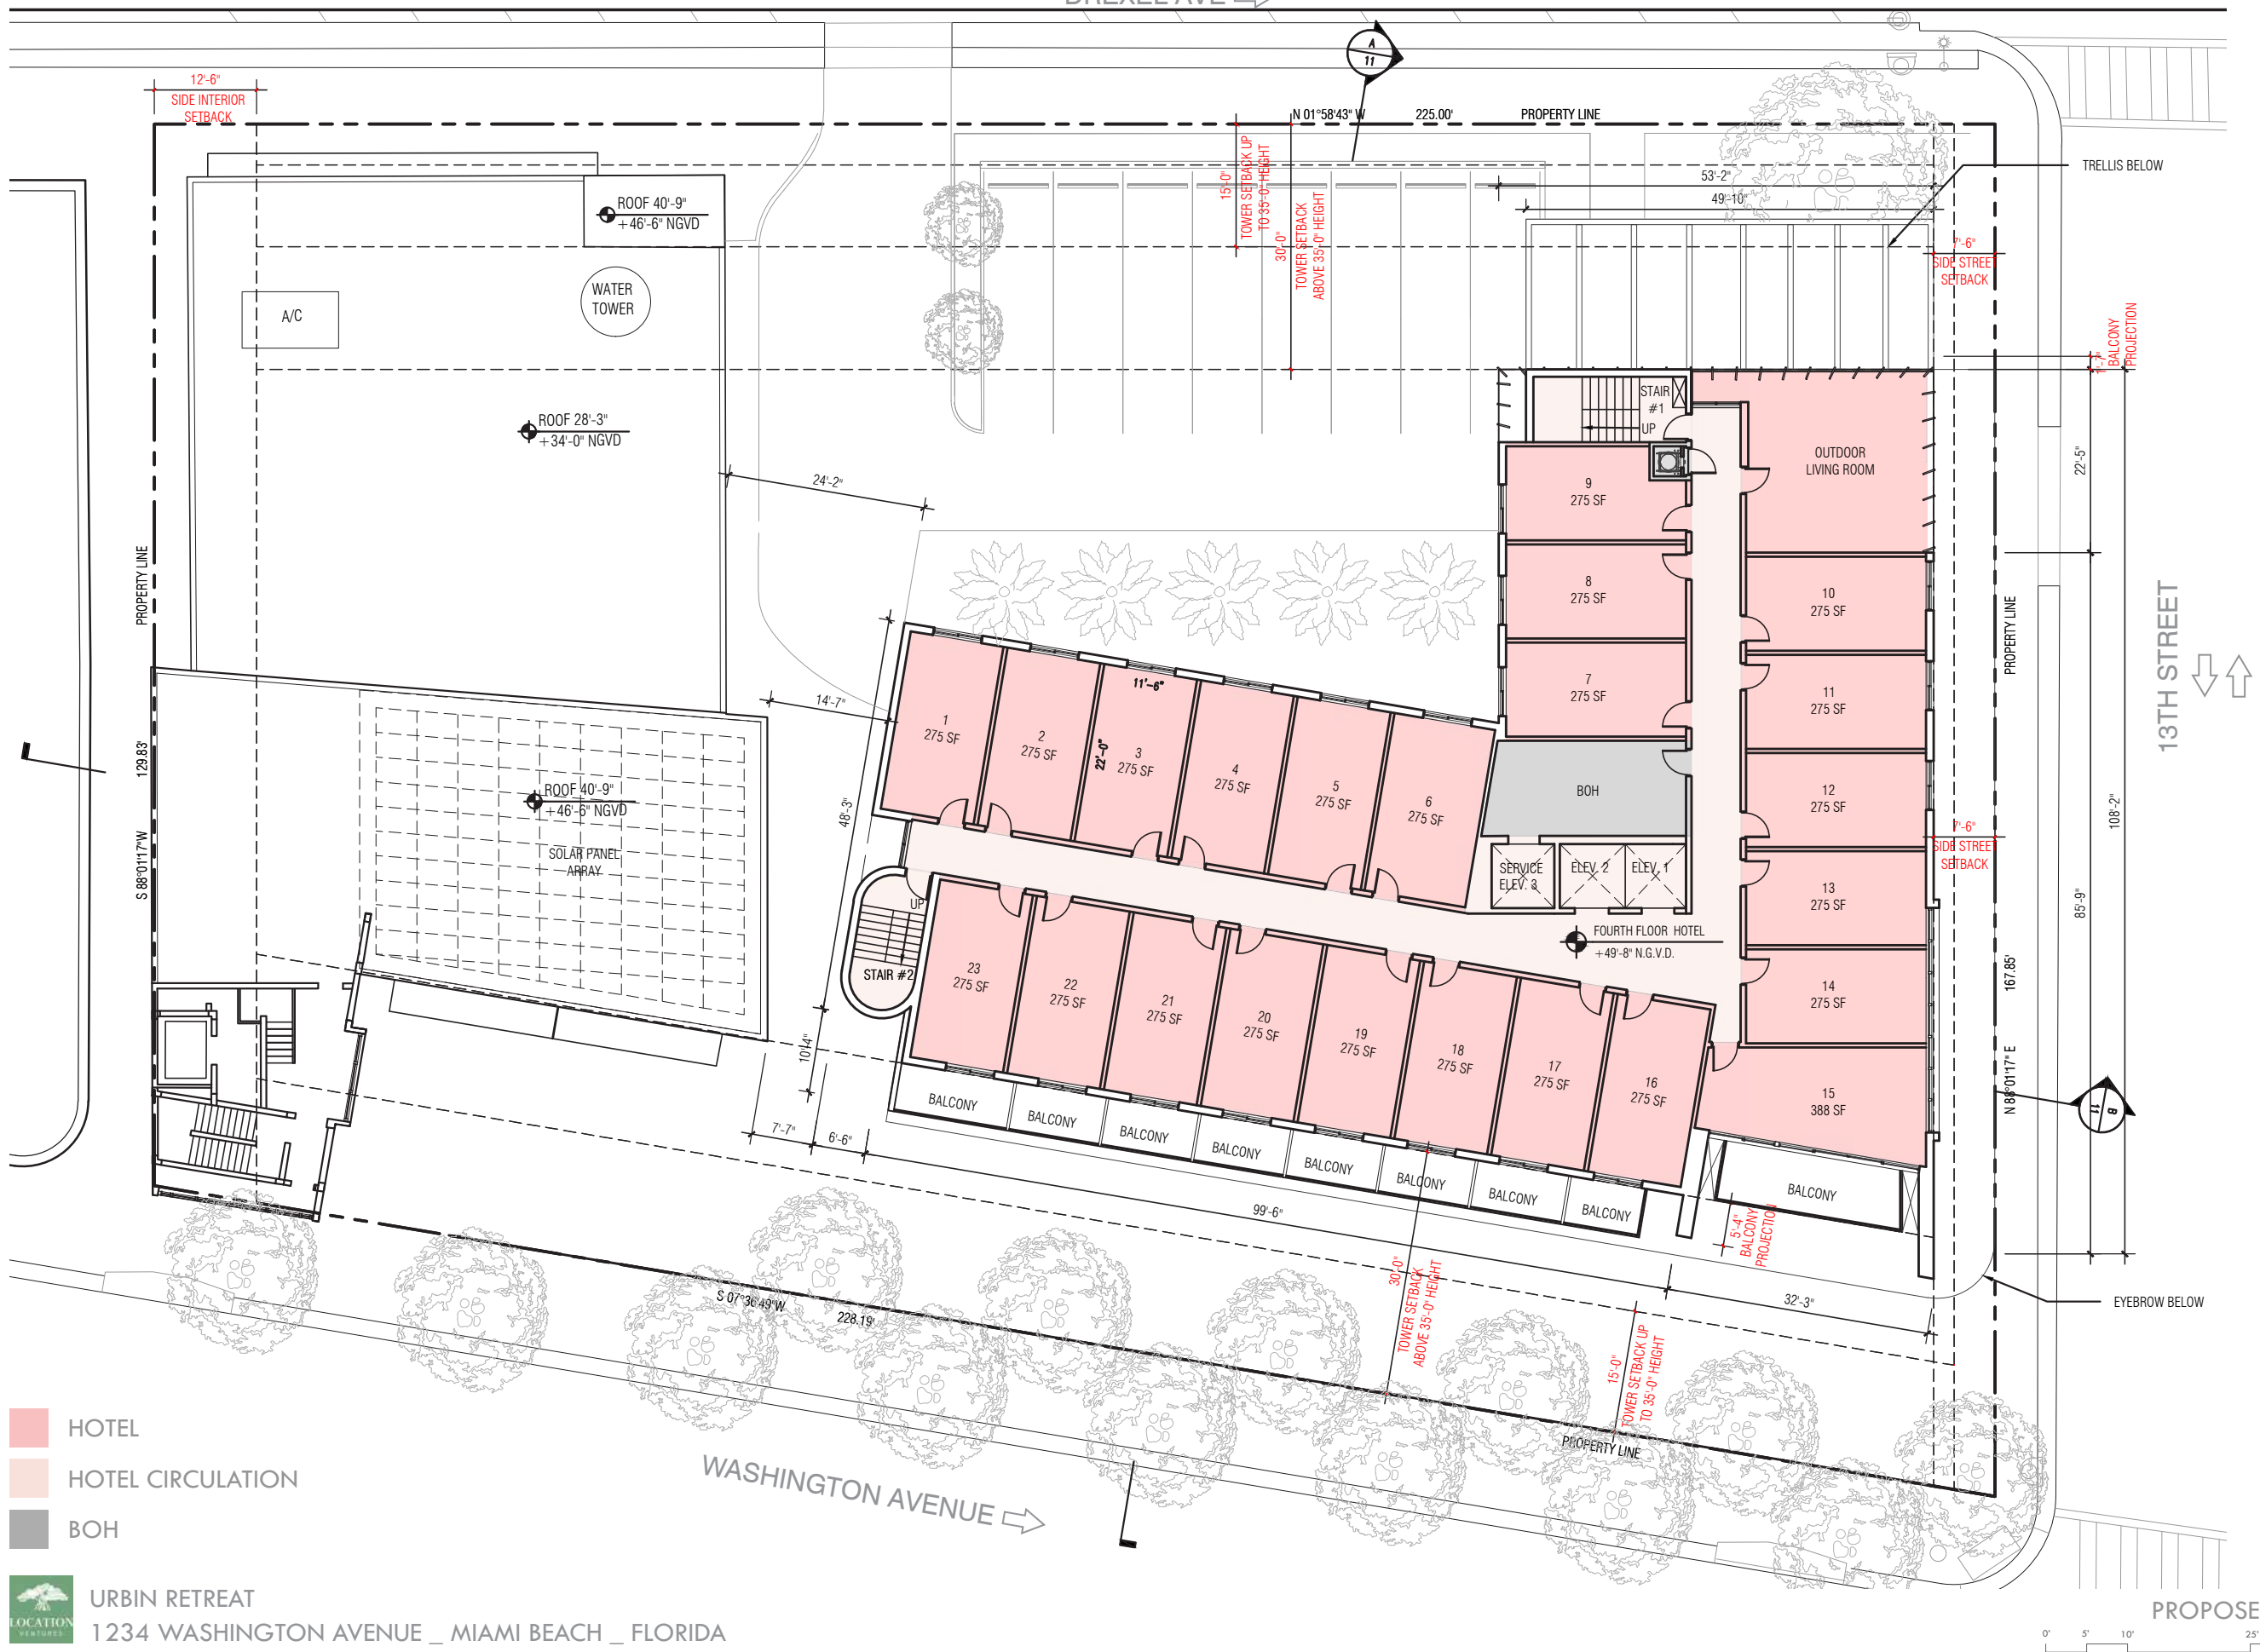 DREXEL AVE
A
11
12'-6"
SIDE INTERIOR
SETBACK
N 01°58'43" W
225.00'
PROPERTY LINE
TRELLIS BELOW
53'-2"
49'-10"
15'-0"
TOWER SETBACK UP
TO 35'-0" HEIGHT
30'-0"
TOWER SETBACK
ABOVE 35'-0" HEIGHT
ROOF 40'-9"
+46'-6" NGVD
WATER
TOWER
A/C
7'-6"
SIDE STREET
SETBACK
1'-7"
BALCONY
PROJECTION
ROOF 28'-3"
+34'-0" NGVD
STAIR
#1
UP
OUTDOOR
LIVING ROOM
22'-5"
24'-2"
9
275 SF
8
275 SF
7
275 SF
10
275 SF
11
275 SF
12
275 SF
13
275 SF
14
275 SF
15
388 SF
PROPERTY LINE
129.83'
S 88°01'17"W
PROPERTY LINE
167.85'
N 88°01'17" E
13TH STREET
108'-2"
85'-9"
7'-6"
SIDE STREET
SETBACK
14'-7"
48'-3"
11'-6"
22'-0"
1
275 SF
2
275 SF
3
275 SF
4
275 SF
5
275 SF
6
275 SF
BOH
SERVICE
ELEV. 3
ELEV. 2
ELEV. 1
FOURTH FLOOR HOTEL
+49'-8" N.G.V.D.
ROOF 40'-9"
+46'-6" NGVD
SOLAR PANEL
ARRAY
UP
STAIR #2
23
275 SF
22
275 SF
21
275 SF
20
275 SF
19
275 SF
18
275 SF
17
275 SF
16
275 SF
10'-4"
BALCONY
BALCONY
BALCONY
BALCONY
BALCONY
BALCONY
BALCONY
BALCONY
BALCONY
B
11
7'-7"
6'-6"
99'-6"
32'-3"
5'-4"
BALCONY
PROJECTION
30'-0"
TOWER SETBACK
ABOVE 35'-0" HEIGHT
15'-0"
TOWER SETBACK UP
TO 35'-0" HEIGHT
EYEBROW BELOW
S 07°36'49"W
228.19'
PROPERTY LINE
WASHINGTON AVENUE
HOTEL
HOTEL CIRCULATION
BOH
LOCATION
VENTURES
URBIN RETREAT
1234 WASHINGTON AVENUE _ MIAMI BEACH _ FLORIDA
PROPOSE
0'
5'
10'
25'